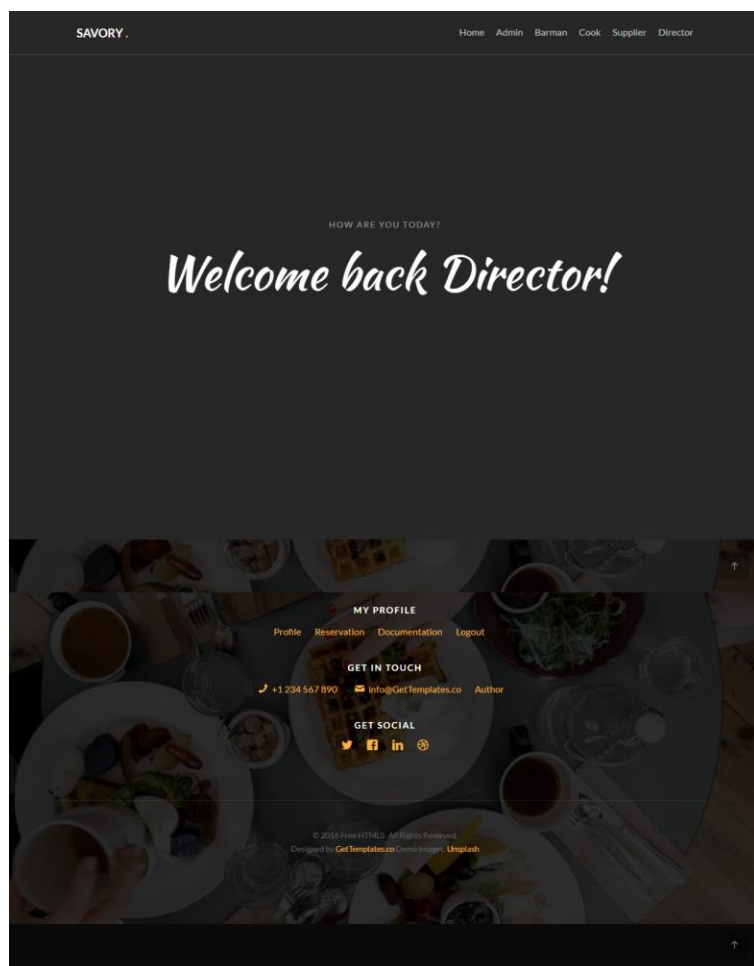 SAVORY .
Home Admin Barman Cook Supplier Director
HOW ARE YOU TODAY?
Welcome back Director!
MY PROFILE
Profile Reservation Documentation Logout
GET IN TOUCH
+1 234 567 890 info@GetTemplates.co Author
GET SOCIAL
© 2016 Free HTML5. All Rights Reserved.
Designed by GetTemplates.co Demo Images: Unsplash